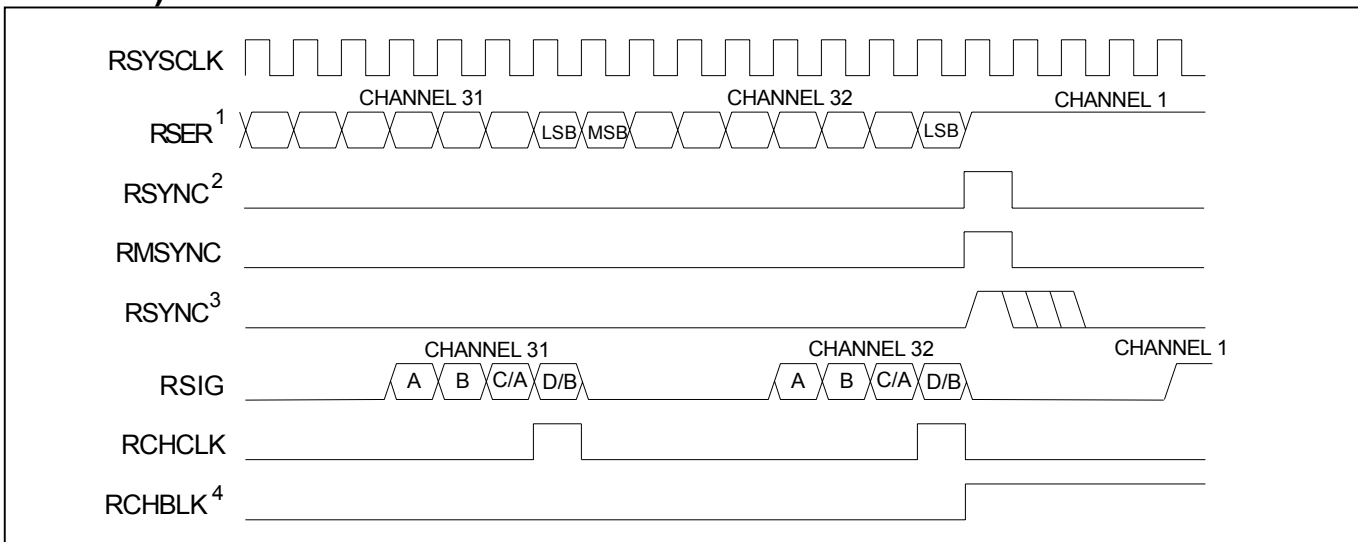 RSYSCLK
CHANNEL 31 CHANNEL 32 CHANNEL 1
RSER1 LSB MSB LSB
RSYNC2
RMSYNC
RSYNC3
CHANNEL 31 CHANNEL 32 CHANNEL 1
RSIG A B C/A D/B A B C/A D/B
RCHCLK
RCHBLK4